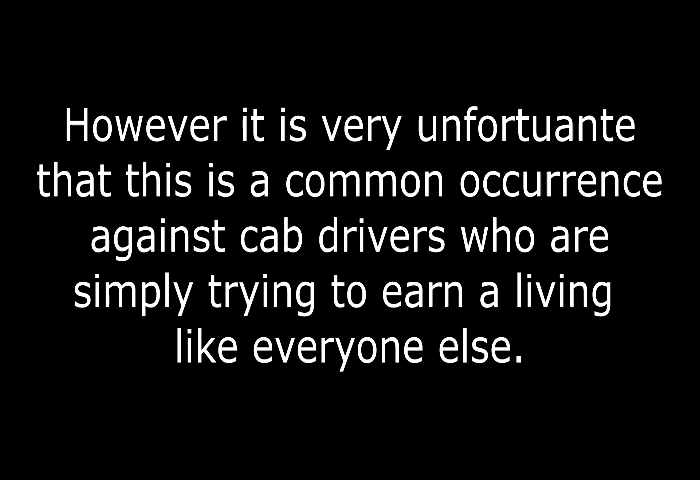 However it is very unfortuante
that this is a common occurrence
against cab drivers who are
simply trying to earn a living
like everyone else.